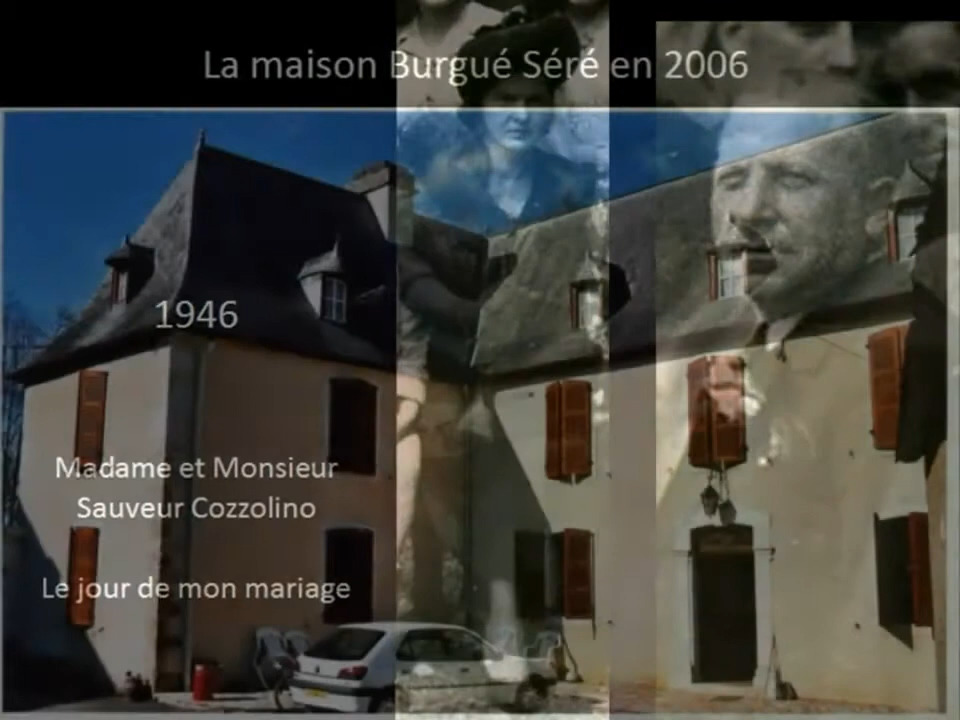 La maison Burgué Séré en 2006
1946
Madame et Monsieur
Sauveur Cozzolino
Le jour de mon mariage